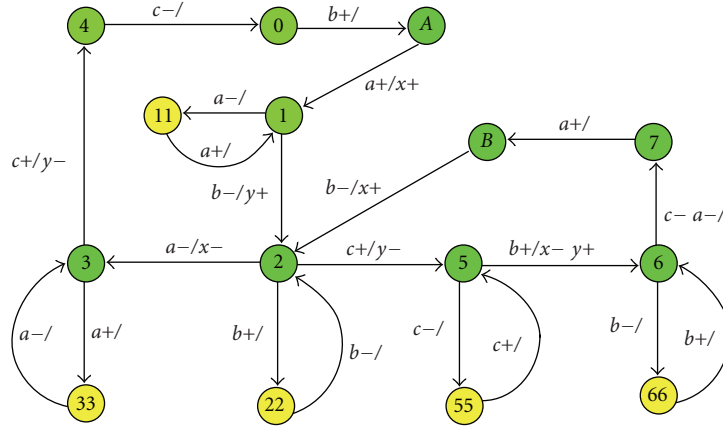 c−/
b+/
4
0
A
a+/x+
a−/
11
1
a+/
a+/
7
B
c+/y−
b−/y+
b−/x+
c− a−/
a−/x−
c+/y−
b+/x− y+
3
2
5
6
a−/
a+/
b+/
b−/
c−/
c+/
b−/
b+/
33
22
55
66